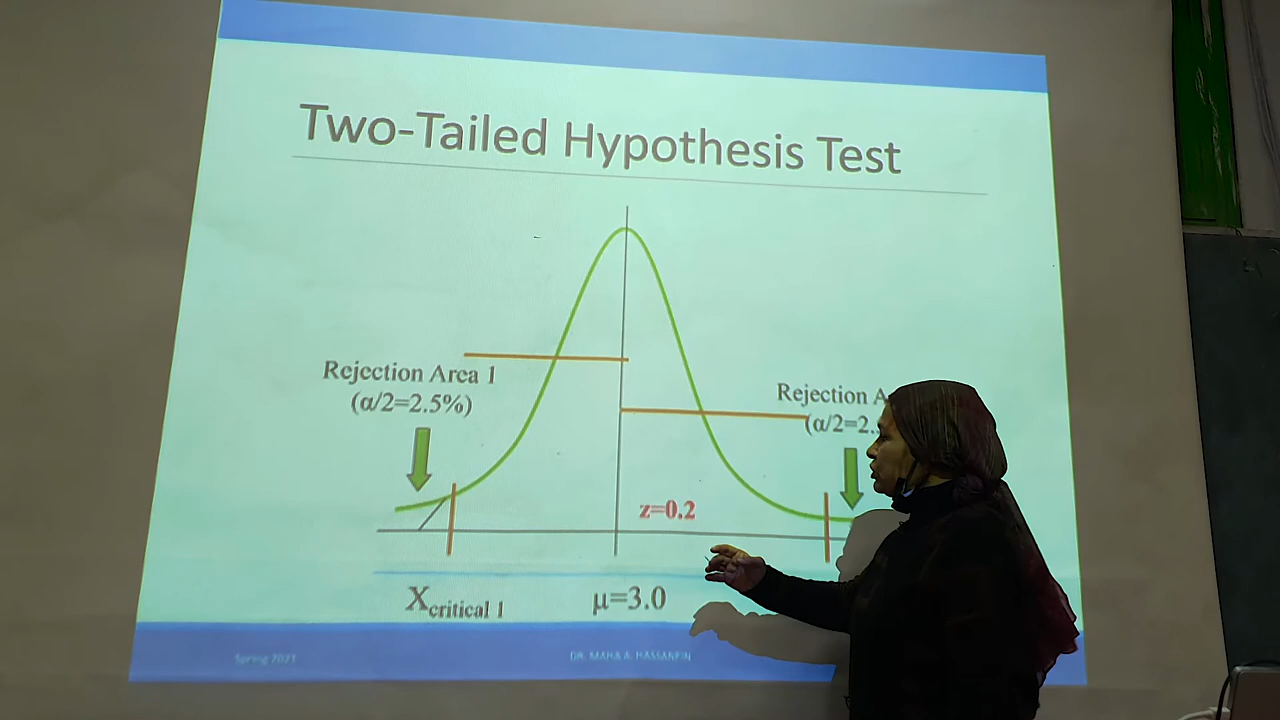 Two-Tailed Hypothesis Test
Rejection Area 1
(α/2=2.5%)
Rejection A
(α/2=2.
z=0.2
Xcritical 1
μ=3.0
Spring 2021
DR. MAHA A. HASSANEIN